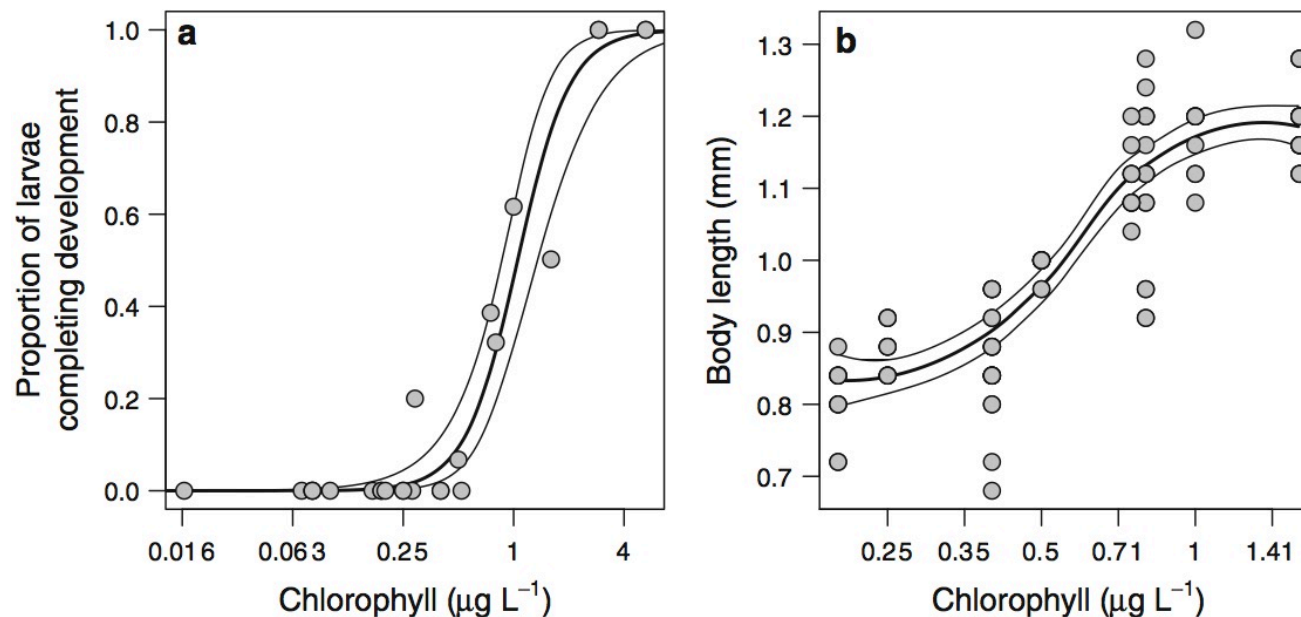 a
Proportion of larvae
completing development
1.0
0.8
0.6
0.4
0.2
0.0
0.016 0.063 0.25 1 4
Chlorophyll (μg L⁻¹)
b
Body length (mm)
1.3
1.2
1.1
1.0
0.9
0.8
0.7
0.25 0.35 0.5 0.71 1 1.41
Chlorophyll (μg L⁻¹)